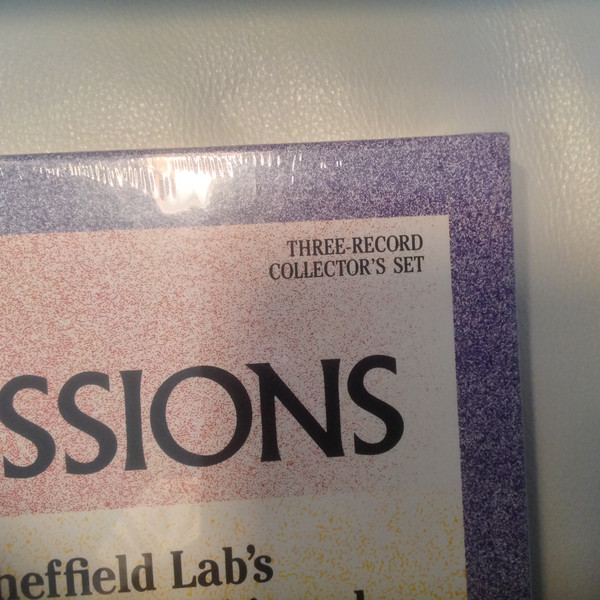 THREE-RECORD
COLLECTOR'S SET
SSIONS
heffield Lab's